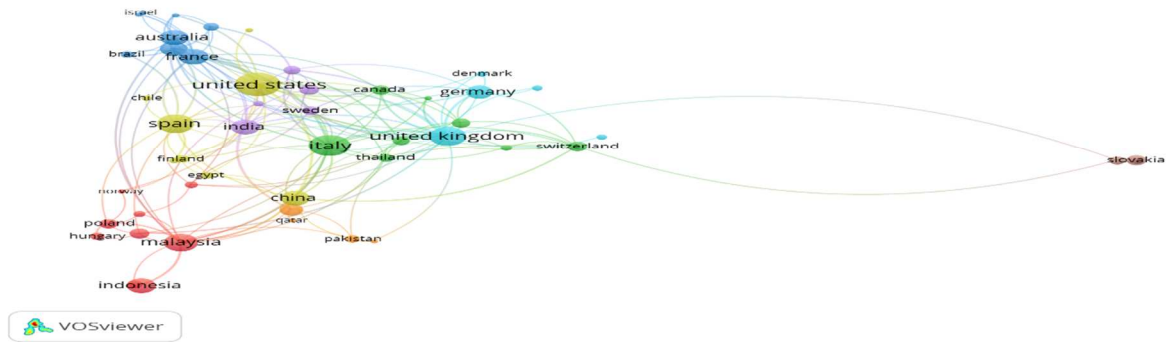 israel
australia
brazil
france
denmark
united states
canada
germany
chile
sweden
spain
india
united kingdom
italy
switzerland
thailand
finland
slovakia
egypt
norway
china
poland
qatar
hungary
malaysia
pakistan
indonesia
VOSviewer